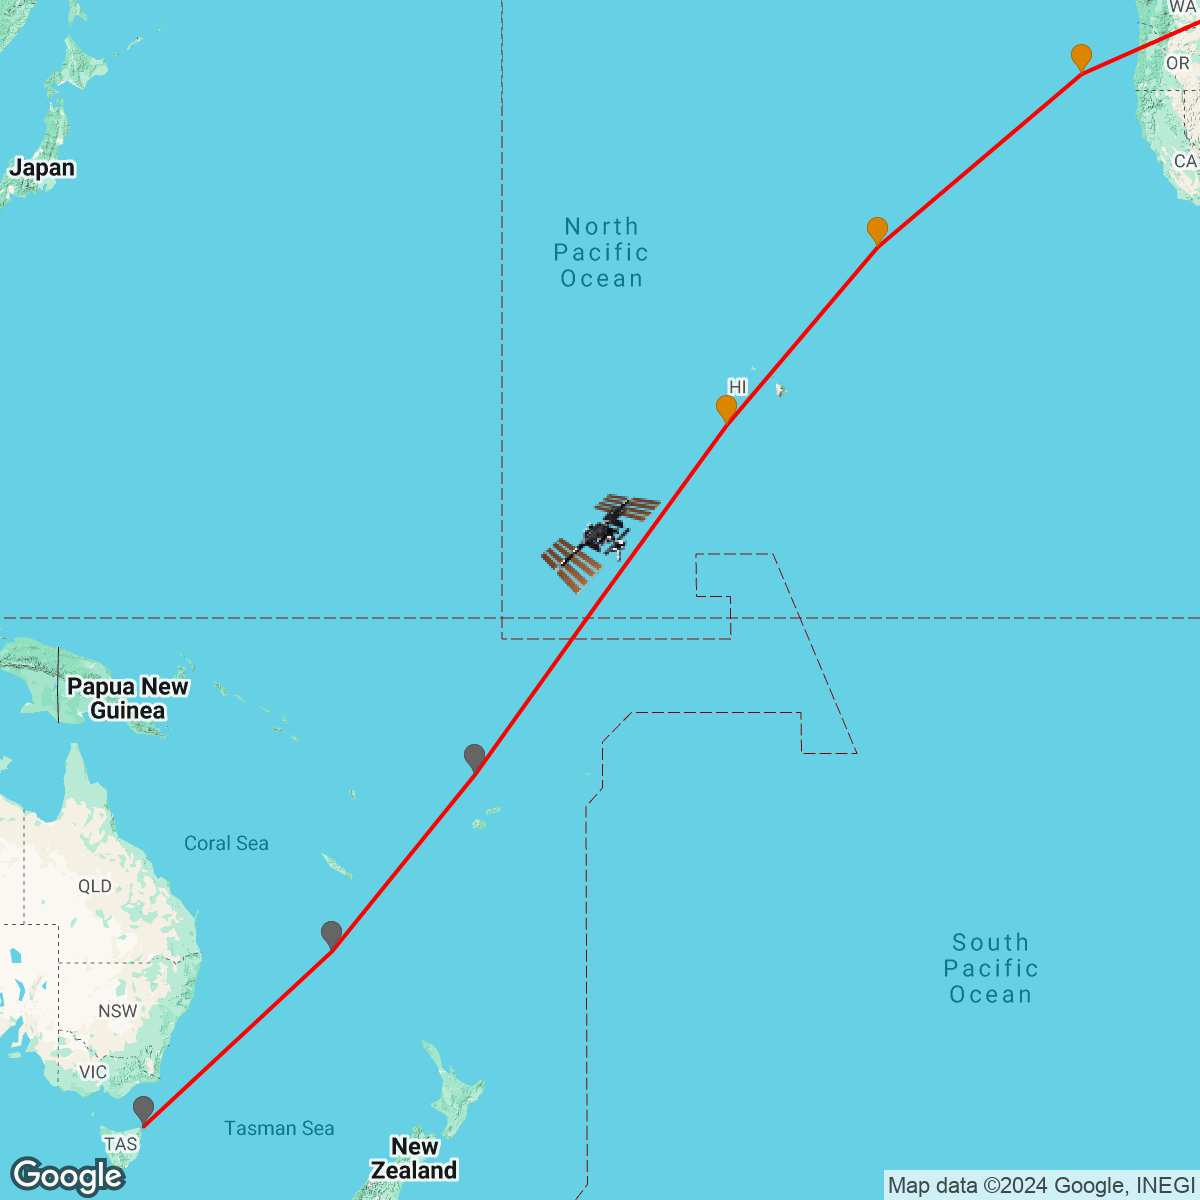 WA
OR
Japan
CA
North
Pacific
Ocean
HI
Papua New
Guinea
Coral Sea
QLD
South
Pacific
Ocean
NSW
VIC
Tasman Sea
TAS
New
Zealand
Google
Map data ©2024 Google, INEGI